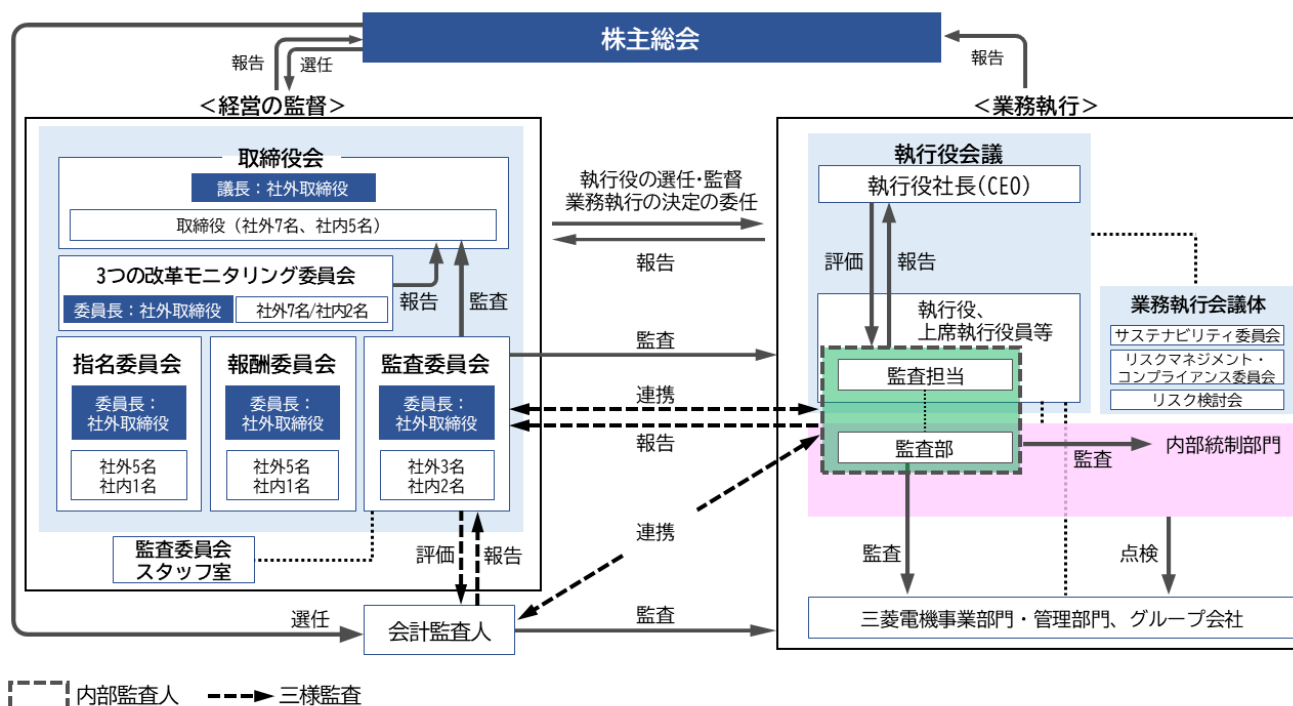 株主総会
報告
選任
報告
＜経営の監督＞
＜業務執行＞
取締役会
議長：社外取締役
取締役（社外7名、社内5名）
3つの改革モニタリング委員会
委員長：社外取締役
社外7名/社内2名
報告
監査
指名委員会
委員長：
社外取締役
社外5名
社内1名
報酬委員会
委員長：
社外取締役
社外5名
社内1名
監査委員会
委員長：
社外取締役
社外3名
社内2名
監査委員会
スタッフ室
評価
報告
選任
会計監査人
執行役の選任・監督
業務執行の決定の委任
報告
監査
連携
報告
連携
監査
執行役会議
執行役社長(CEO)
評価
報告
執行役、
上席執行役員等
監査担当
監査部
業務執行会議体
サステナビリティ委員会
リスクマネジメント・
コンプライアンス委員会
リスク検討会
監査
内部統制部門
監査
点検
三菱電機事業部門・管理部門、グループ会社
内部監査人
三様監査